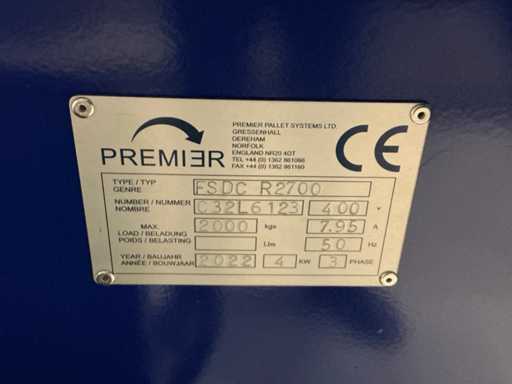 PREMIER
PREMIER PALLET SYSTEMS LTD.
GRESSENHALL
DEREHAM
NORFOLK
ENGLAND NR20 4DT
TEL +44 (0) 1362 861066
FAX +44 (0) 1362 861160
CE
TYPE / TYP
GENRE
FSDC R2700
NUMBER / NUMMER
NOMBRE
C32L6123 400 V
MAX.
LOAD / BELADUNG
POIDS / BELASTING
2000 kgs 7.95 A
L/m 50 Hz
YEAR / BAUJAHR
ANNÉE / BOUWJAAR
2022 4 KW 3 PHASE